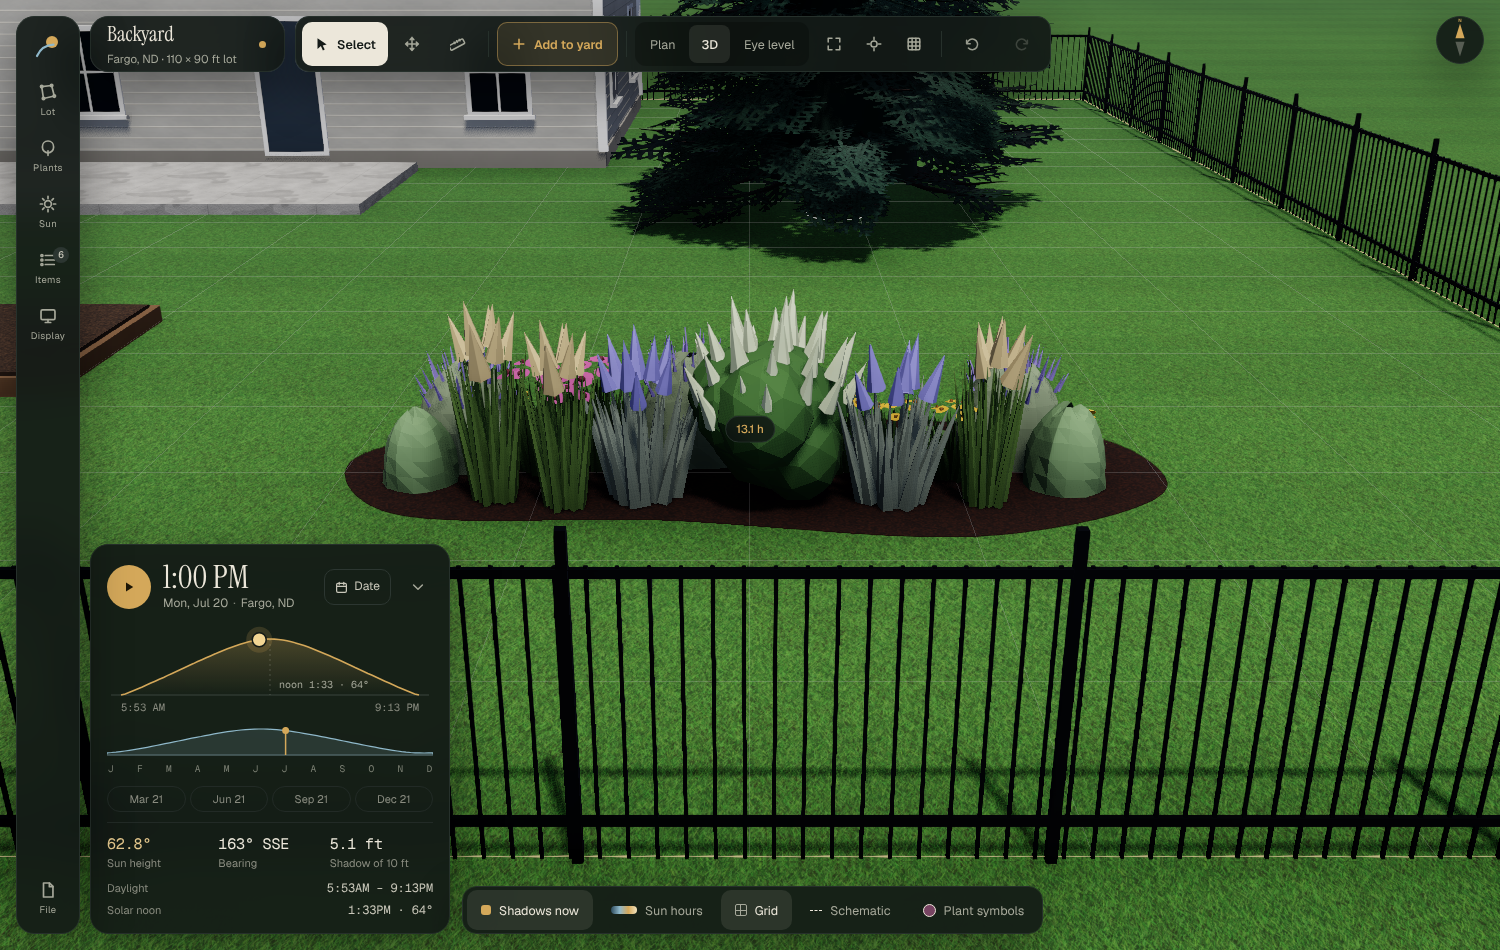 Backyard
Fargo, ND · 110 × 90 ft lot
Select
Add to yard
Plan
3D
Eye level
N
Lot
Plants
Sun
6
Items
Display
File
13.1 h
1:00 PM
Mon, Jul 20 · Fargo, ND
Date
noon 1:33 · 64°
5:53 AM
9:13 PM
J F M A M J J A S O N D
Mar 21
Jun 21
Sep 21
Dec 21
62.8°
163° SSE
5.1 ft
Sun height
Bearing
Shadow of 10 ft
Daylight
5:53AM – 9:13PM
Solar noon
1:33PM · 64°
Shadows now
Sun hours
Grid
Schematic
Plant symbols